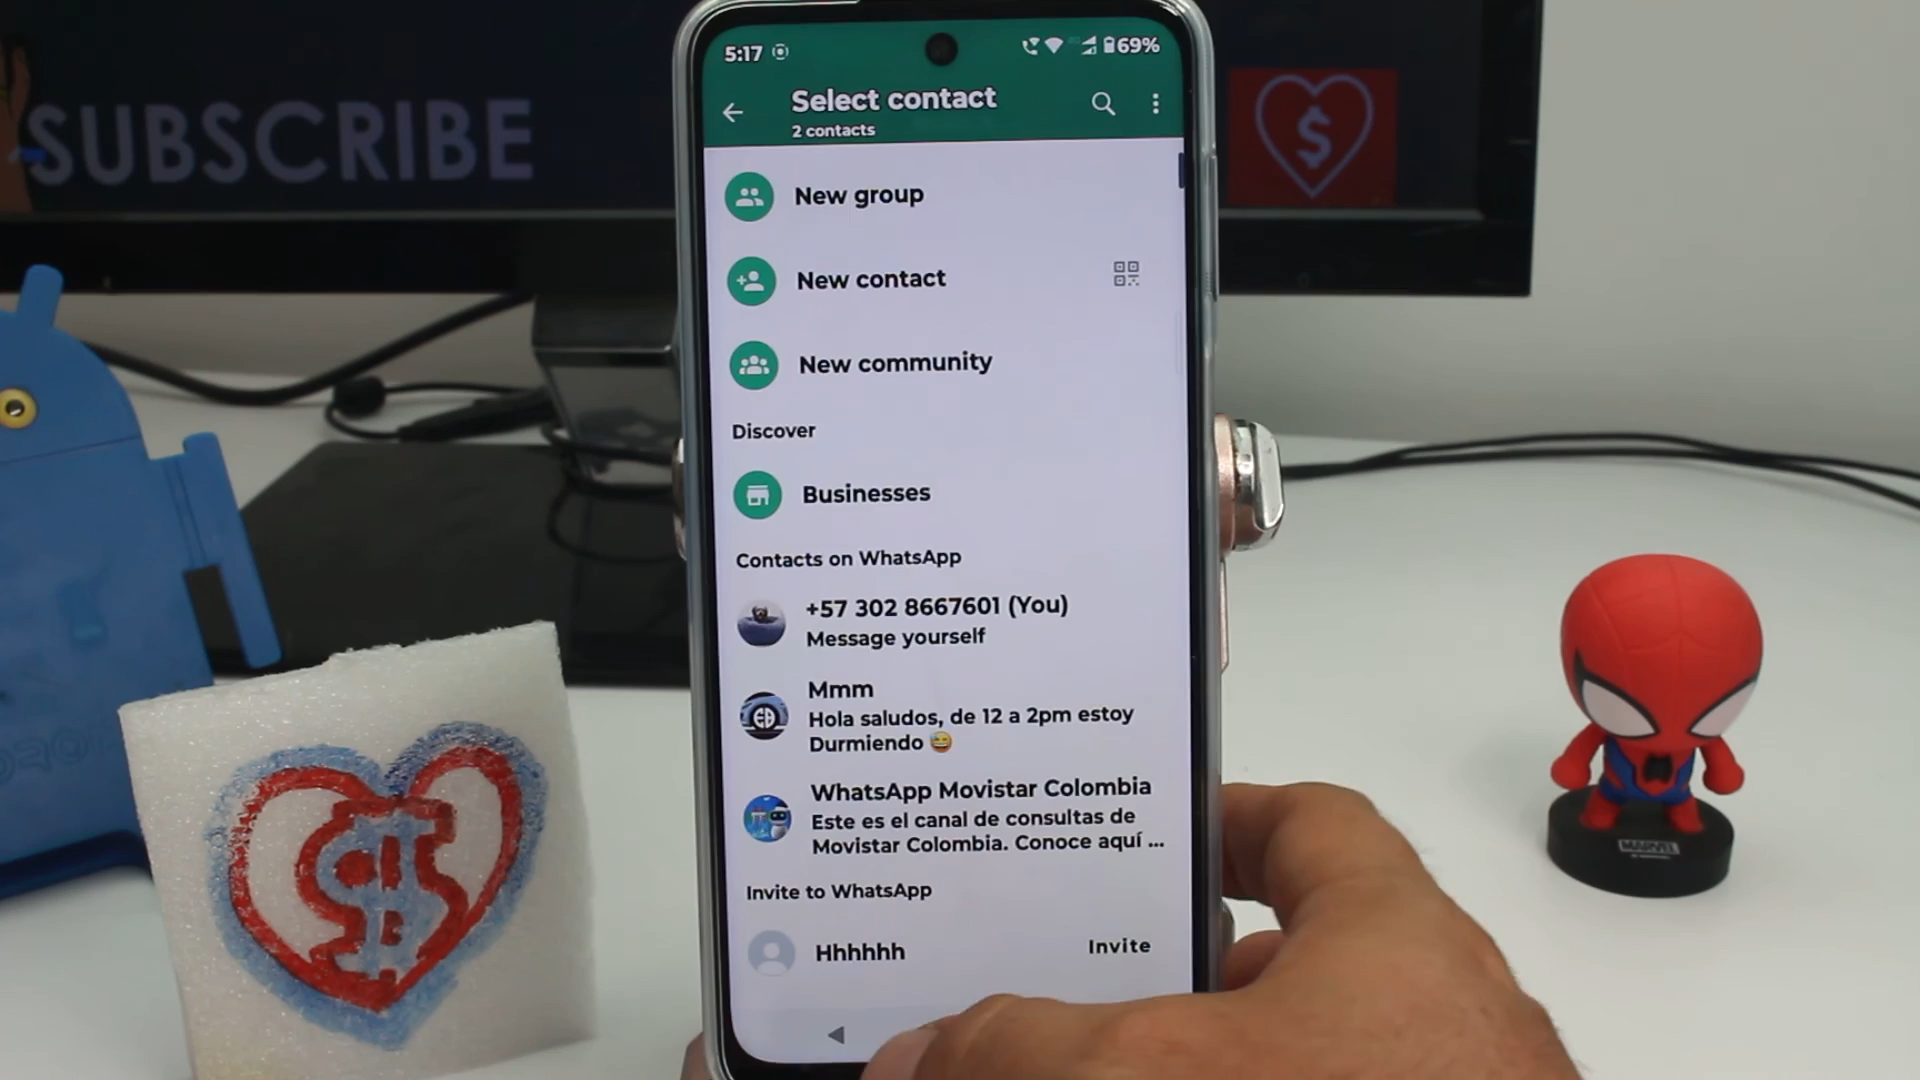 SUBSCRIBE
$
5:17
69%
Select contact
2 contacts
New group
New contact
New community
Discover
Businesses
Contacts on WhatsApp
+57 302 8667601 (You)
Message yourself
Mmm
Hola saludos, de 12 a 2pm estoy
Durmiendo 😅
WhatsApp Movistar Colombia
Este es el canal de consultas de
Movistar Colombia. Conoce aquí ...
Invite to WhatsApp
Hhhhhh
Invite
MARVEL